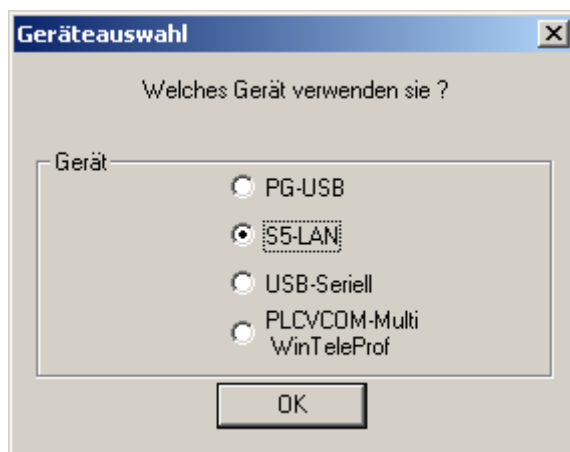 Geräteauswahl
Welches Gerät verwenden sie ?
Gerät
PG-USB
S5-LAN
USB-Seriell
PLCVCOM-Multi
WinTeleProf
OK